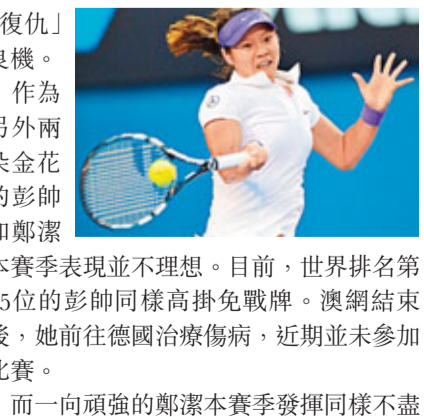 復仇」
良機。
作為
另外兩
朵金花
的彭帥
和鄭潔
本賽季表現並不理想。目前，世界排名第
5位的彭帥同樣高掛免戰牌。澳網結束
後，她前往德國治療傷病，近期並未參加
比賽。
而一向頑強的鄭潔本賽季發揮同樣不盡